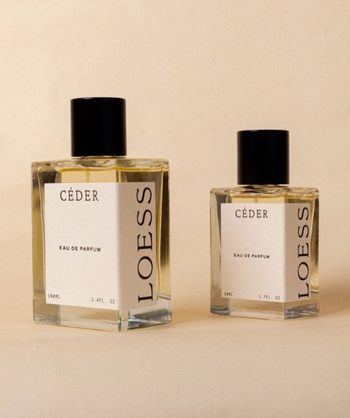 CÉDER
EAU DE PARFUM
100ML 3.4FL. OZ
LOESS
CÉDER
EAU DE PARFUM
50ML 1.7FL. OZ
LOESS